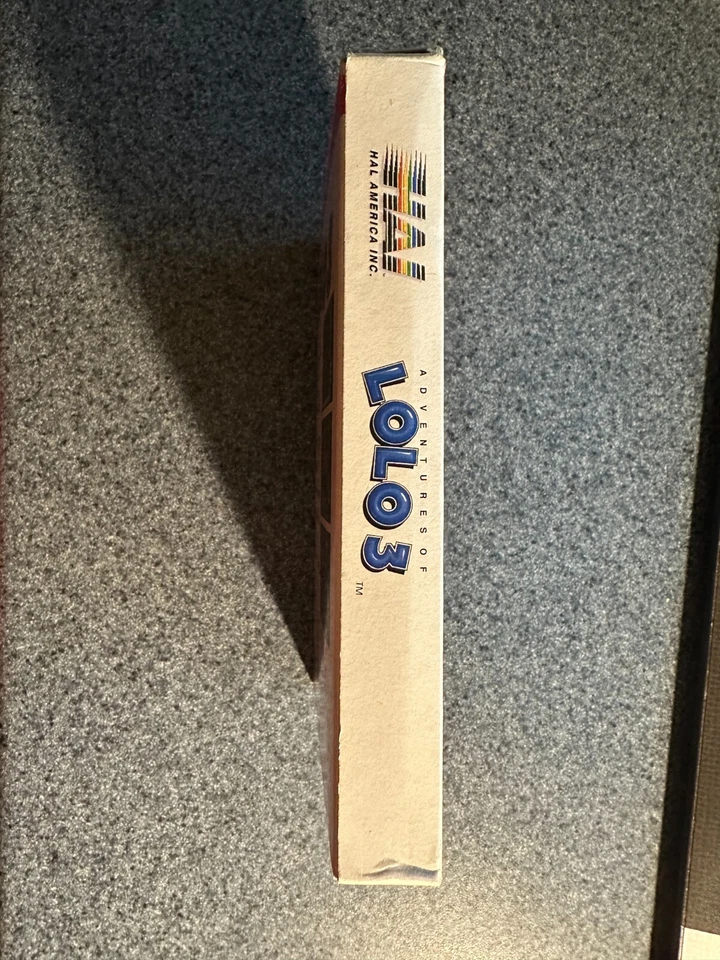 HAL
HAL AMERICA INC.
ADVENTURES OF
LOLO 3
TM